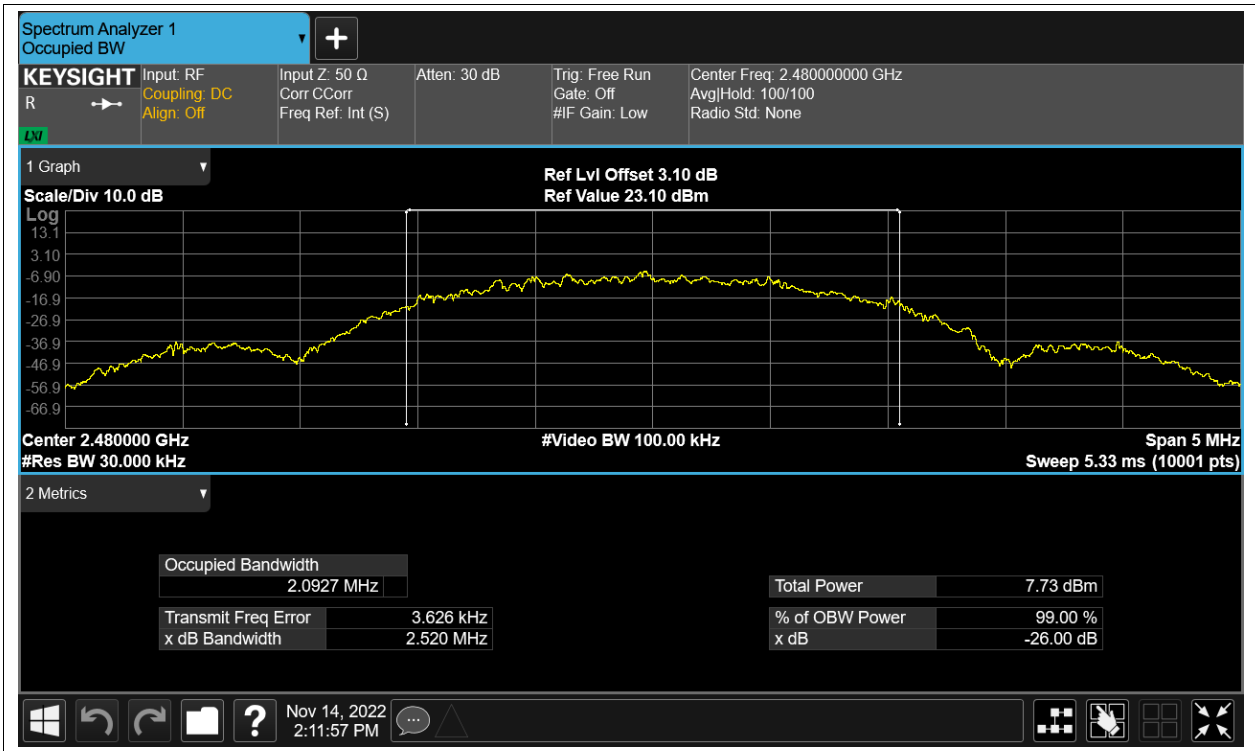 Spectrum Analyzer 1
Occupied BW
KEYSIGHT
R
LXI
Input: RF
Coupling: DC
Align: Off
Input Z: 50 Ω
Corr CCorr
Freq Ref: Int (S)
Atten: 30 dB
Trig: Free Run
Gate: Off
#IF Gain: Low
Center Freq: 2.480000000 GHz
Avg|Hold: 100/100
Radio Std: None
1 Graph
Scale/Div 10.0 dB
Ref Lvl Offset 3.10 dB
Ref Value 23.10 dBm
Log
13.1
3.10
-6.90
-16.9
-26.9
-36.9
-46.9
-56.9
-66.9
Center 2.480000 GHz
#Video BW 100.00 kHz
Span 5 MHz
#Res BW 30.000 kHz
Sweep 5.33 ms (10001 pts)
2 Metrics
Occupied Bandwidth
2.0927 MHz
Total Power 7.73 dBm
Transmit Freq Error 3.626 kHz
% of OBW Power 99.00 %
x dB Bandwidth 2.520 MHz
x dB -26.00 dB
?
Nov 14, 2022
2:11:57 PM